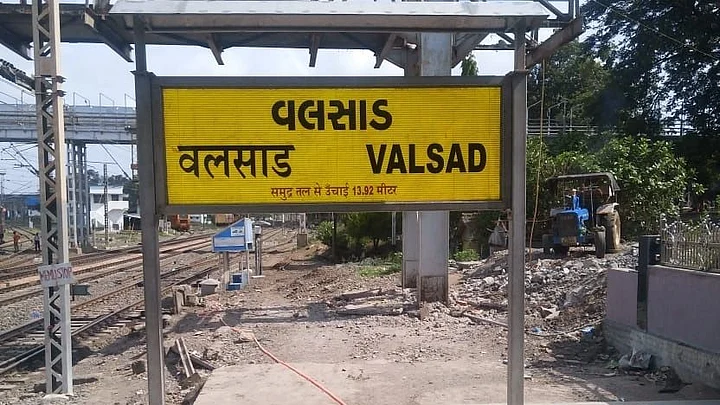 વલસાડ
वलसाड VALSAD
समुद्र तल से ऊँचाई 13.92 मीटर